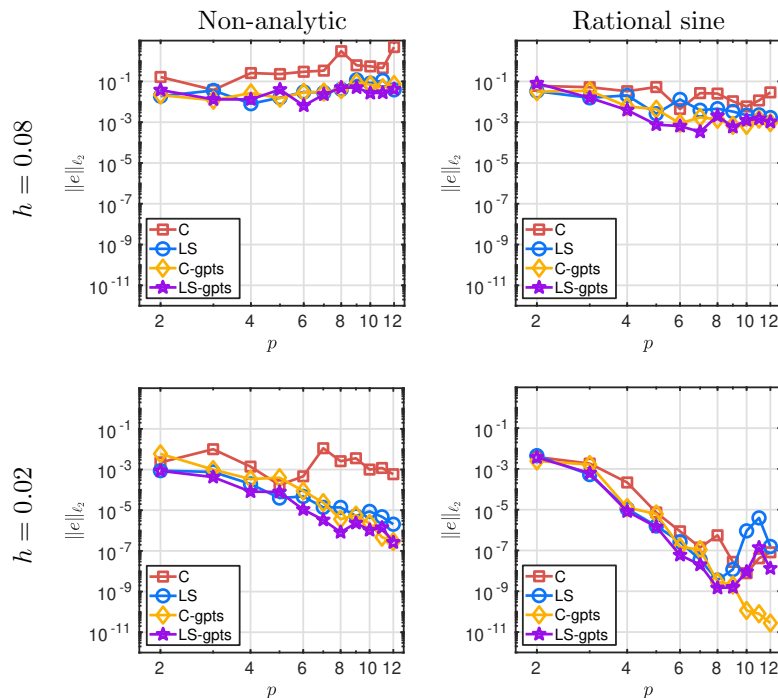 Non-analytic
Rational sine
h = 0.08
‖e‖ℓ₂
10⁻¹
10⁻³
10⁻⁵
10⁻⁷
10⁻⁹
10⁻¹¹
C
LS
C-gpts
LS-gpts
2 4 6 8 10 12
p
‖e‖ℓ₂
10⁻¹
10⁻³
10⁻⁵
10⁻⁷
10⁻⁹
10⁻¹¹
C
LS
C-gpts
LS-gpts
2 4 6 8 10 12
p
h = 0.02
‖e‖ℓ₂
10⁻¹
10⁻³
10⁻⁵
10⁻⁷
10⁻⁹
10⁻¹¹
C
LS
C-gpts
LS-gpts
2 4 6 8 10 12
p
‖e‖ℓ₂
10⁻¹
10⁻³
10⁻⁵
10⁻⁷
10⁻⁹
10⁻¹¹
C
LS
C-gpts
LS-gpts
2 4 6 8 10 12
p